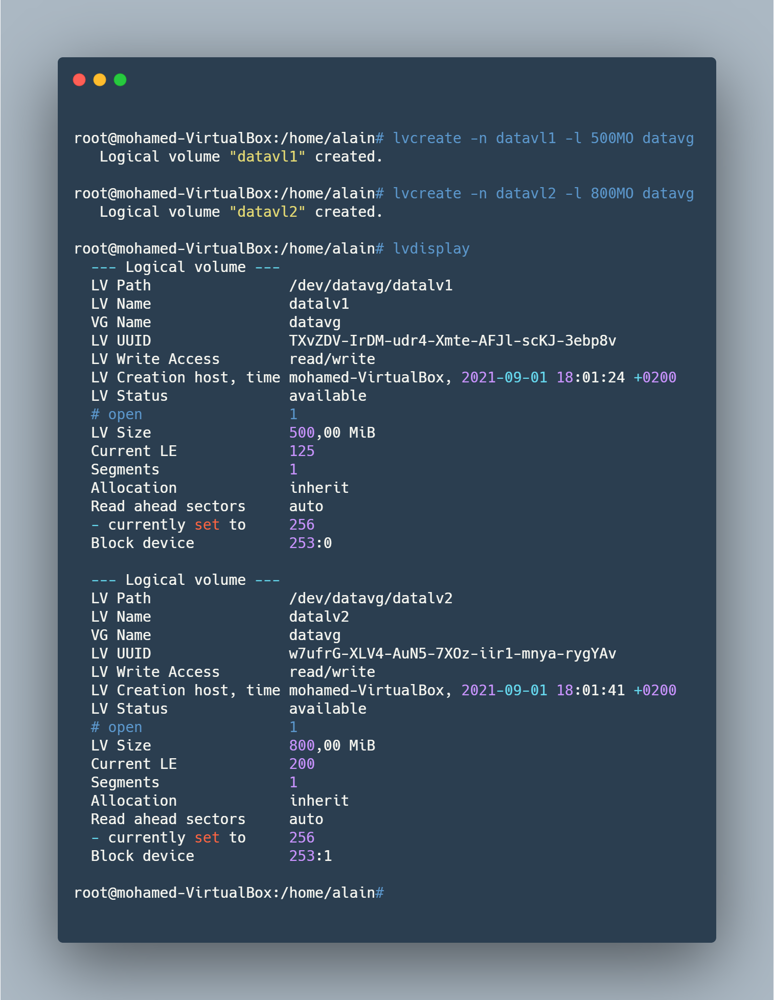 root@mohamed-VirtualBox:/home/alain# lvcreate -n datavl1 -l 500MO datavg
Logical volume "datavl1" created.
root@mohamed-VirtualBox:/home/alain# lvcreate -n datavl2 -l 800MO datavg
Logical volume "datavl2" created.
root@mohamed-VirtualBox:/home/alain# lvdisplay
--- Logical volume ---
LV Path /dev/datavg/datalv1
LV Name datalv1
VG Name datavg
LV UUID TXvZDV-IrDM-udr4-Xmte-AFJl-scKJ-3ebp8v
LV Write Access read/write
LV Creation host, time mohamed-VirtualBox, 2021-09-01 18:01:24 +0200
LV Status available
# open 1
LV Size 500,00 MiB
Current LE 125
Segments 1
Allocation inherit
Read ahead sectors auto
- currently set to 256
Block device 253:0
--- Logical volume ---
LV Path /dev/datavg/datalv2
LV Name datalv2
VG Name datavg
LV UUID w7ufrG-XLV4-AuN5-7XOz-iir1-mnya-rygYAv
LV Write Access read/write
LV Creation host, time mohamed-VirtualBox, 2021-09-01 18:01:41 +0200
LV Status available
# open 1
LV Size 800,00 MiB
Current LE 200
Segments 1
Allocation inherit
Read ahead sectors auto
- currently set to 256
Block device 253:1
root@mohamed-VirtualBox:/home/alain#